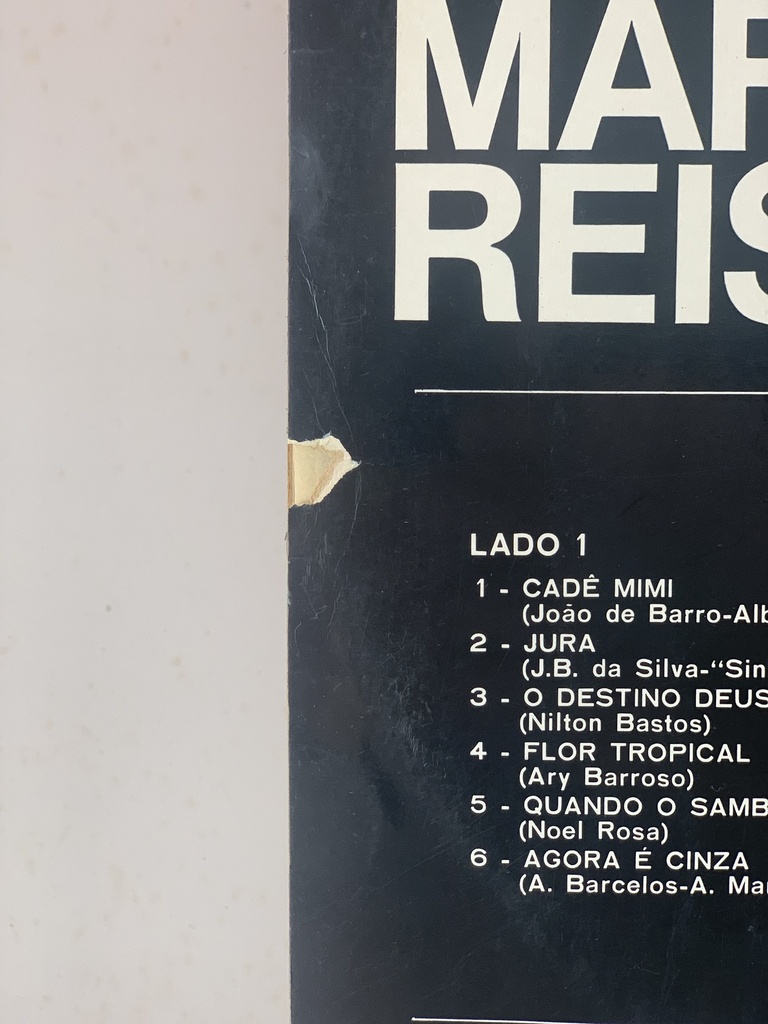 MAR
REIS
LADO 1
1 - CADÊ MIMI
(João de Barro-Alb
2 - JURA
(J.B. da Silva-“Sin
3 - O DESTINO DEUS
(Nilton Bastos)
4 - FLOR TROPICAL
(Ary Barroso)
5 - QUANDO O SAMB
(Noel Rosa)
6 - AGORA É CINZA
(A. Barcelos-A. Mar